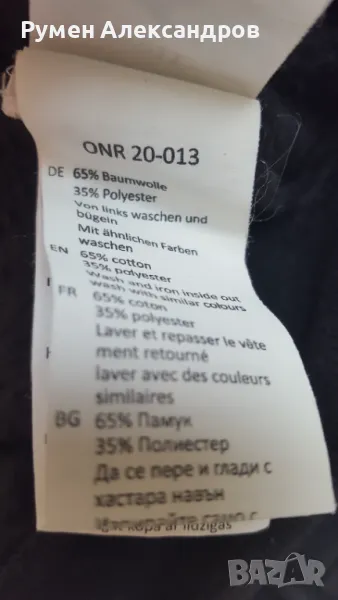 Румен Александров
ONR 20-013
DE 65% Baumwolle
35% Polyester
Von links waschen und
bügeln
Mit ähnlichen Farben
waschen
EN 65% cotton
35% polyester
Wash and iron inside out
wash with similar colours
FR 65% coton
35% polyester
Laver et repasser le vête
ment retourné
laver avec des couleurs
similaires
BG 65% Памук
35% Полиестер
Да се пере и глади с
хастара навън
BAZAR